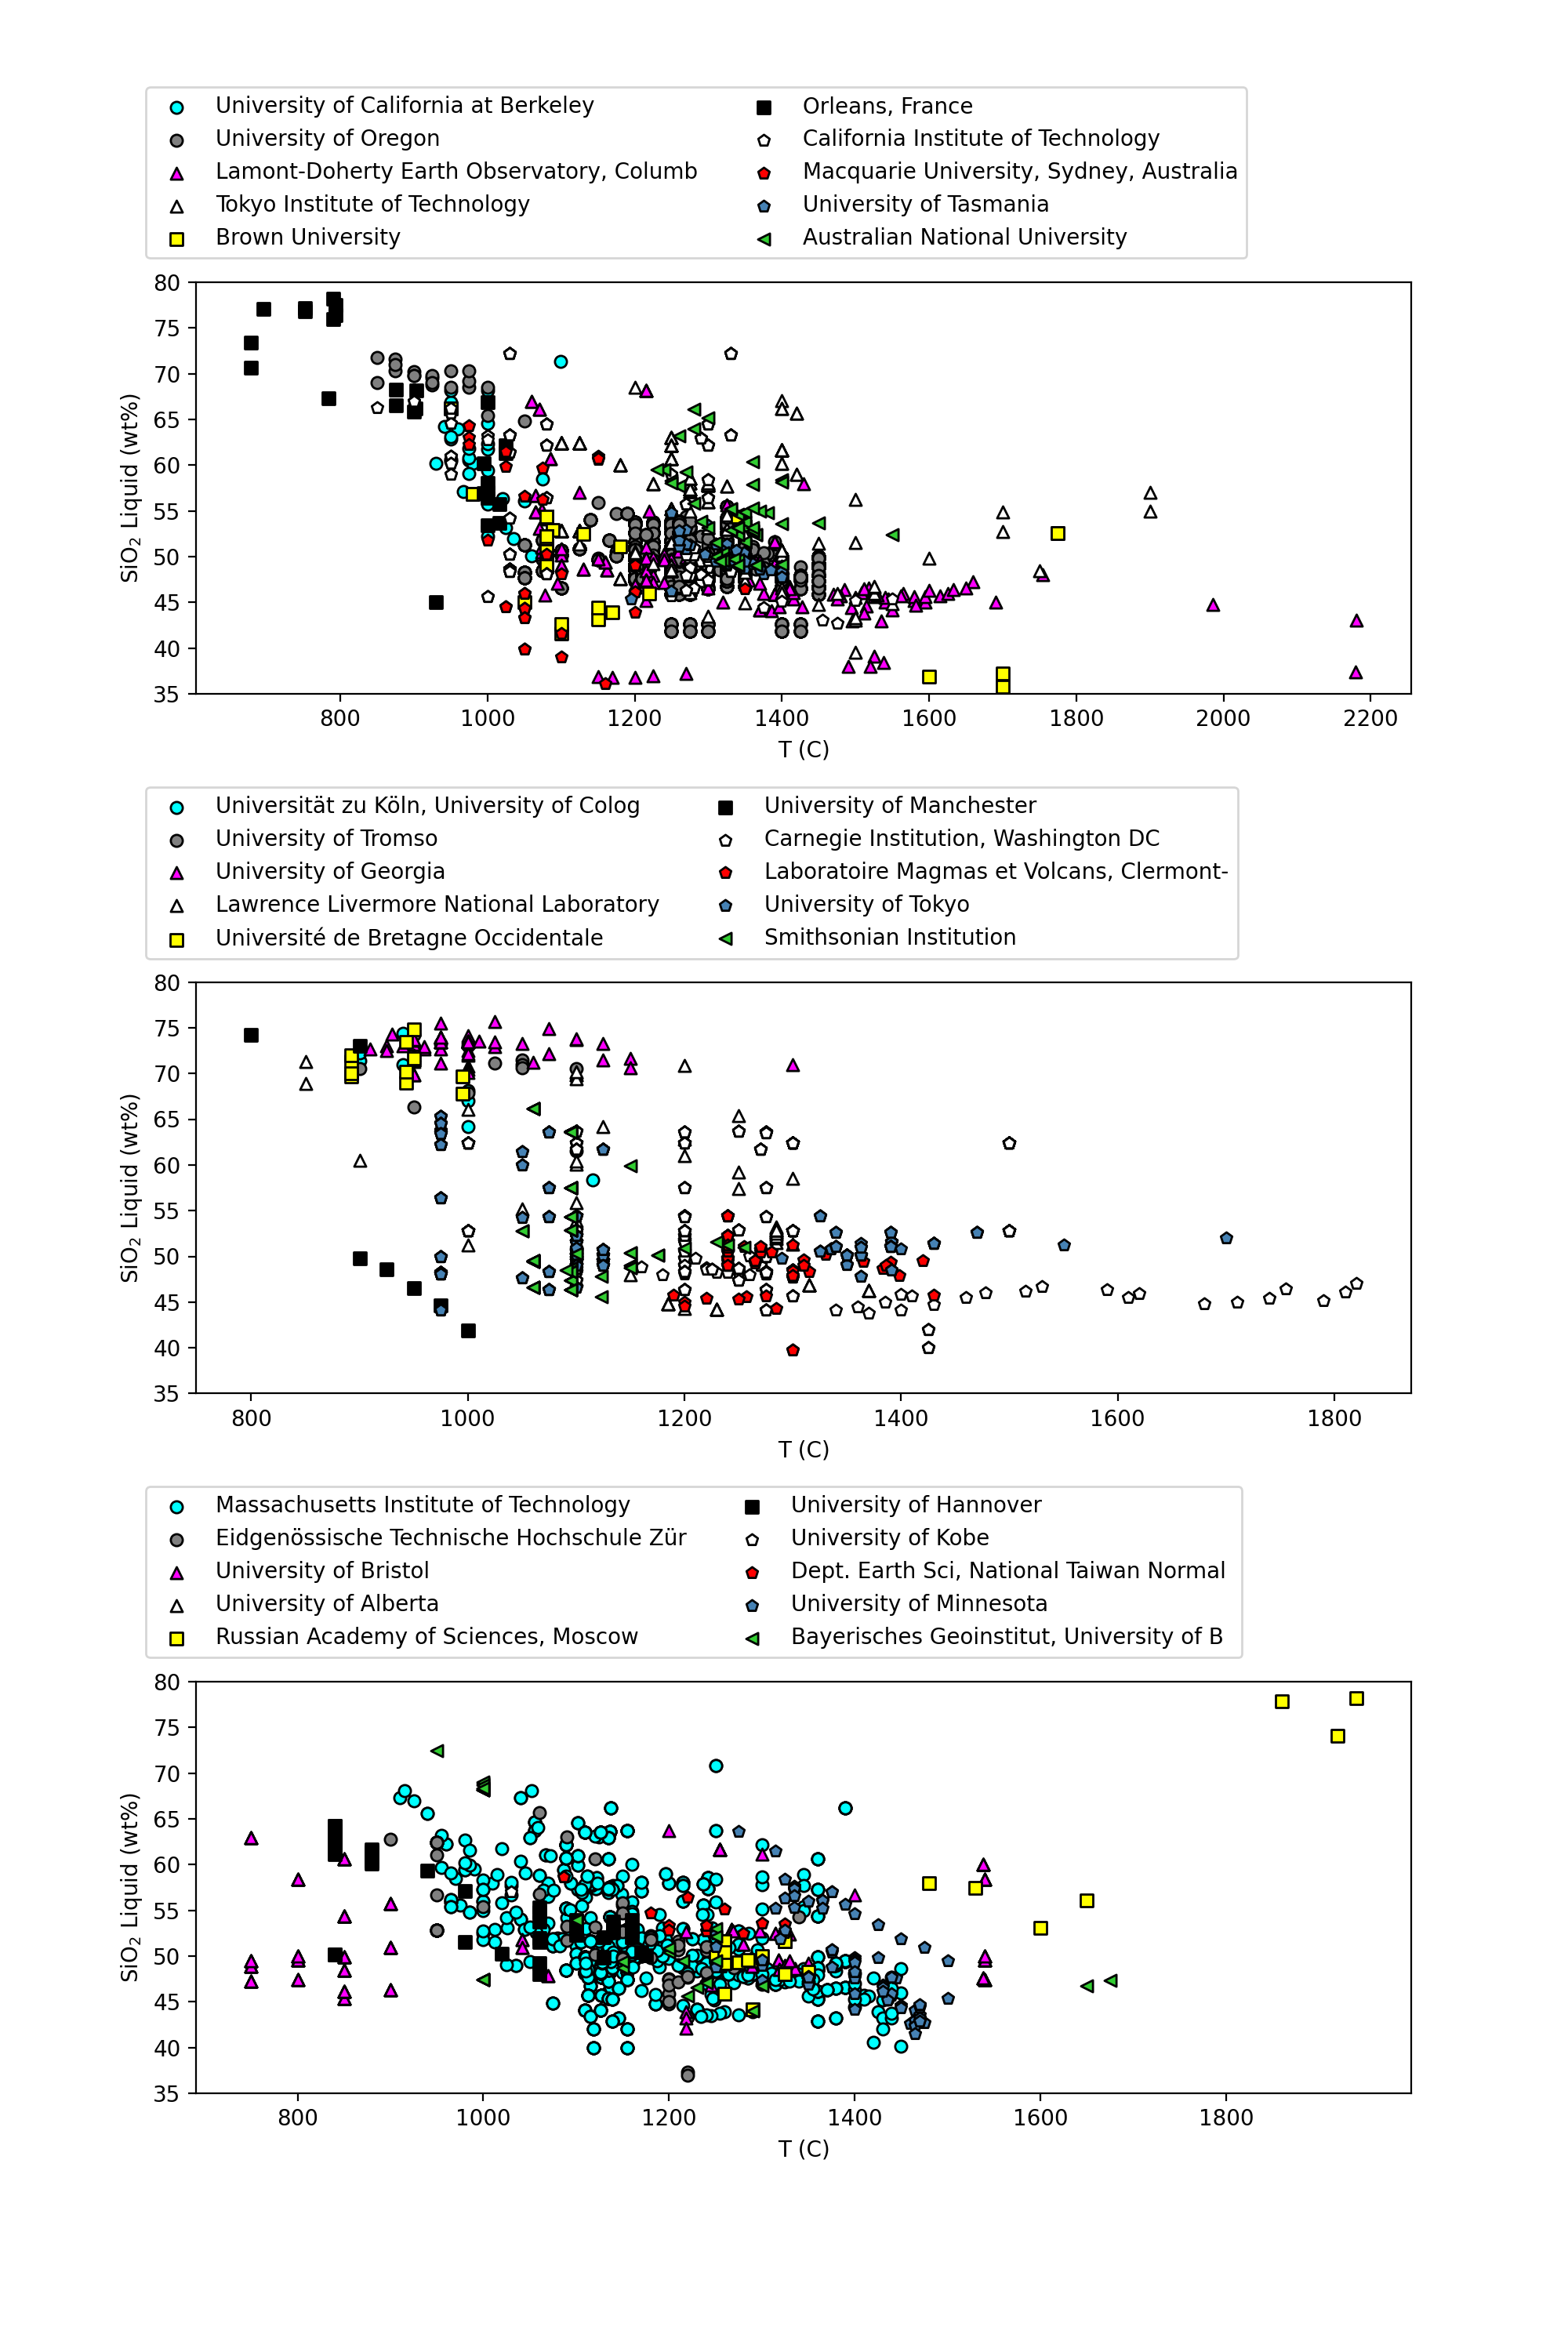 University of California at Berkeley
University of Oregon
Lamont-Doherty Earth Observatory, Columb
Tokyo Institute of Technology
Brown University
Orleans, France
California Institute of Technology
Macquarie University, Sydney, Australia
University of Tasmania
Australian National University
80
75
70
65
60
55
50
45
40
35
SiO₂ Liquid (wt%)
800 1000 1200 1400 1600 1800 2000 2200
T (C)
Universität zu Köln, University of Colog
University of Tromso
University of Georgia
Lawrence Livermore National Laboratory
Université de Bretagne Occidentale
University of Manchester
Carnegie Institution, Washington DC
Laboratoire Magmas et Volcans, Clermont-
University of Tokyo
Smithsonian Institution
80
75
70
65
60
55
50
45
40
35
SiO₂ Liquid (wt%)
800 1000 1200 1400 1600 1800
T (C)
Massachusetts Institute of Technology
Eidgenössische Technische Hochschule Zür
University of Bristol
University of Alberta
Russian Academy of Sciences, Moscow
University of Hannover
University of Kobe
Dept. Earth Sci, National Taiwan Normal
University of Minnesota
Bayerisches Geoinstitut, University of B
80
75
70
65
60
55
50
45
40
35
SiO₂ Liquid (wt%)
800 1000 1200 1400 1600 1800
T (C)